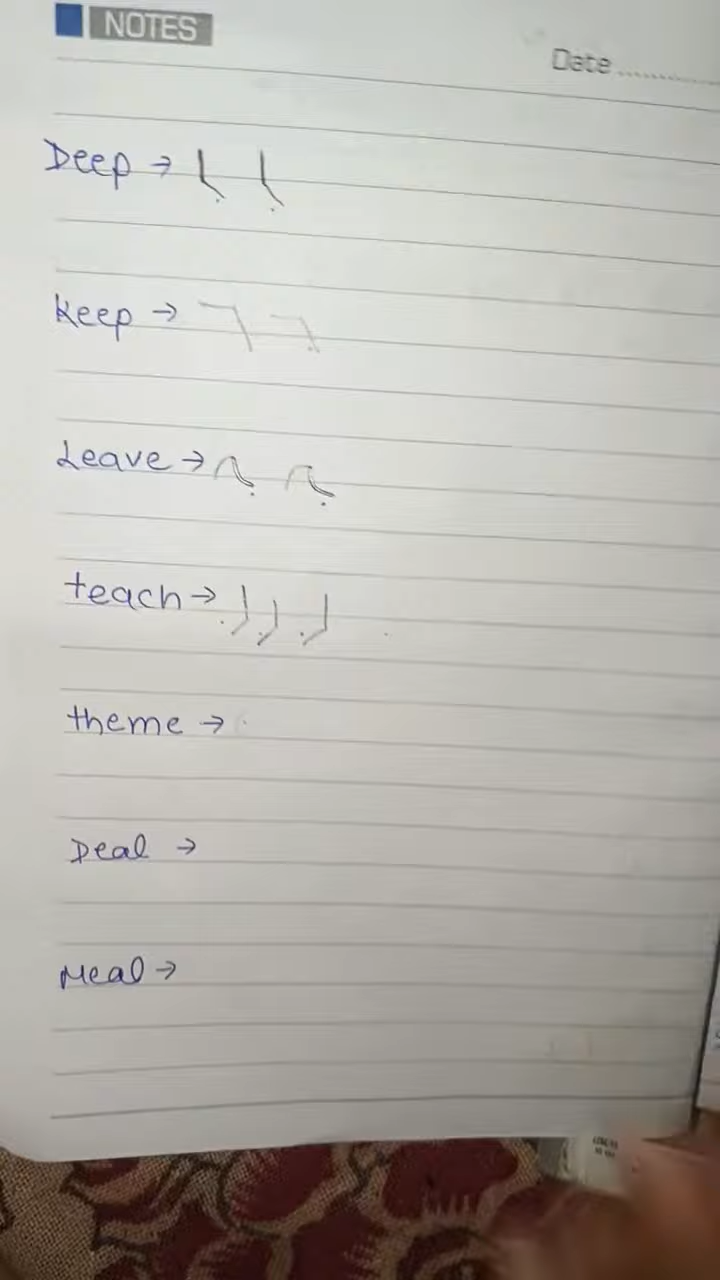 NOTES
Date..........
Deep →
Keep →
Leave →
teach →
theme →
Deal →
Meal →